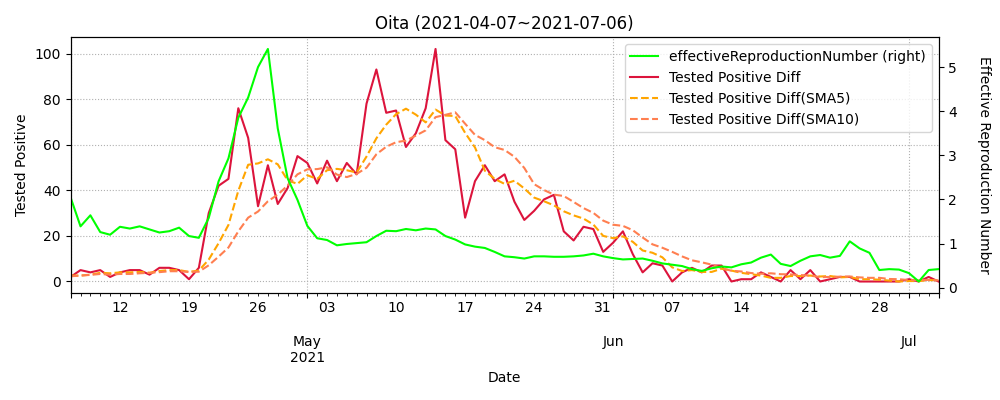 Oita (2021-04-07~2021-07-06)
effectiveReproductionNumber (right)
Tested Positive Diff
Tested Positive Diff(SMA5)
Tested Positive Diff(SMA10)
Tested Positive
100
80
60
40
20
0
Effective Reproduction Number
5
4
3
2
1
0
12 19 26 03 10 17 24 31 07 14 21 28
May Jun Jul
2021
Date